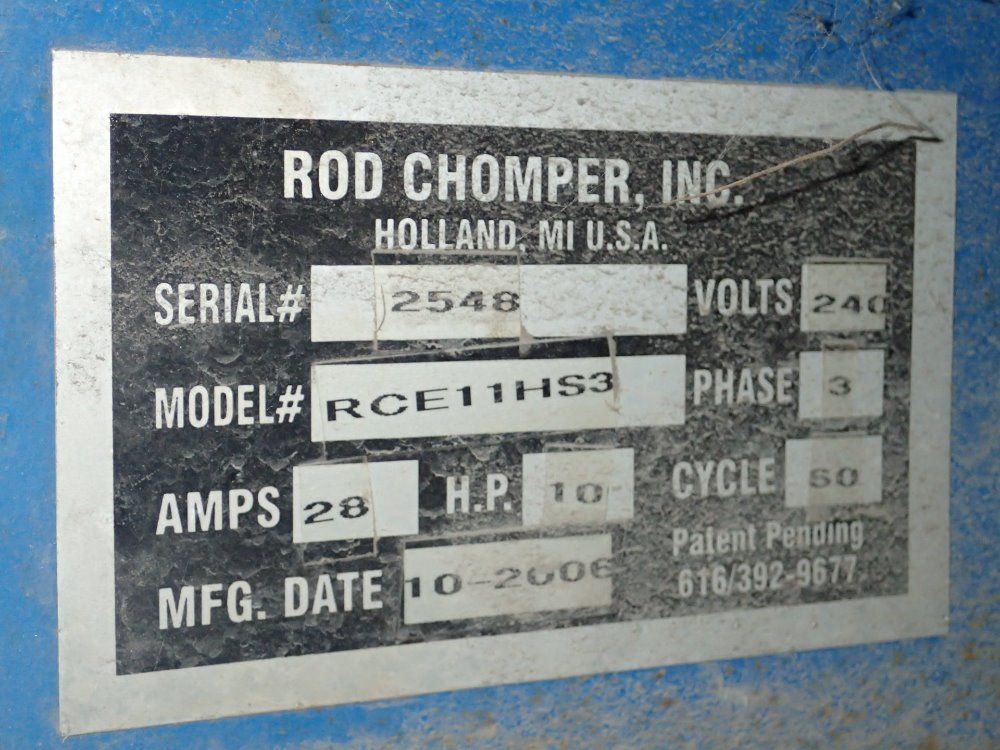 ROD CHOMPER, INC.
HOLLAND, MI U.S.A.
SERIAL# 2548 VOLTS 240
MODEL# RCE11HS3 PHASE 3
AMPS 28 H.P. 10 CYCLE 60
MFG. DATE 10-2006
Patent Pending
616/392-9677